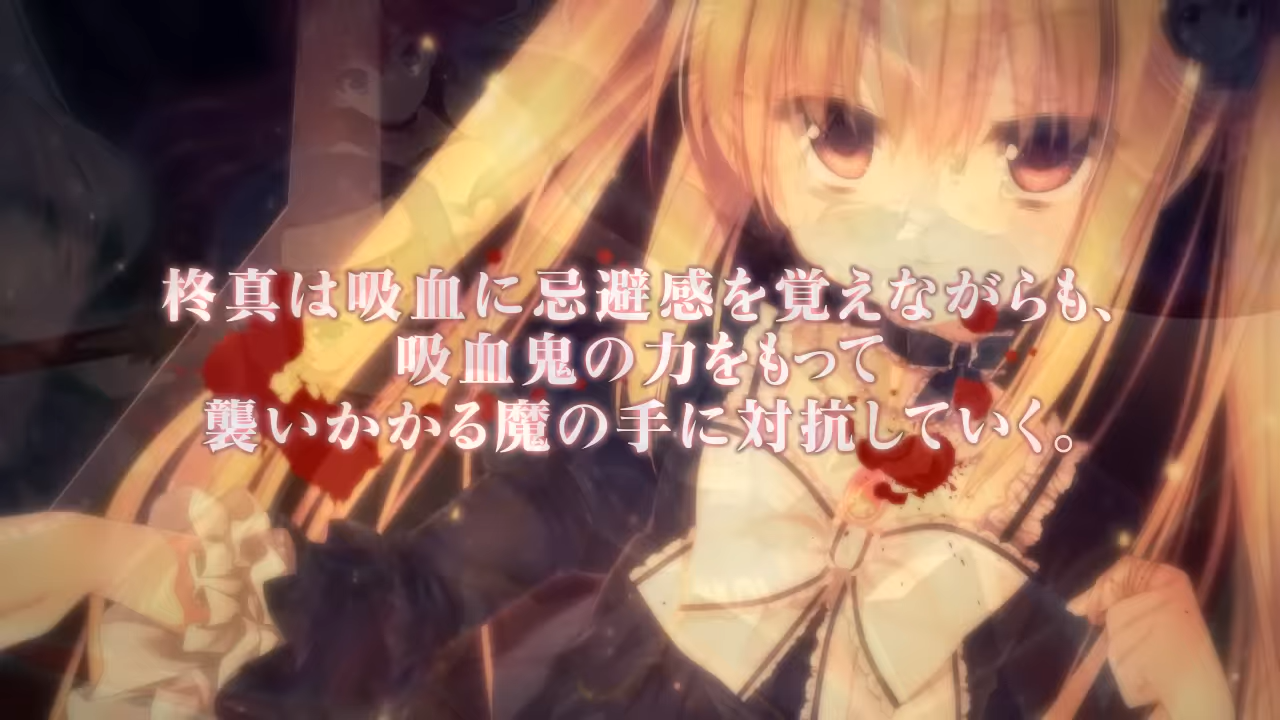 柊真は吸血に忌避感を覚えながらも、
吸血鬼の力をもって
襲いかかる魔の手に対抗していく。